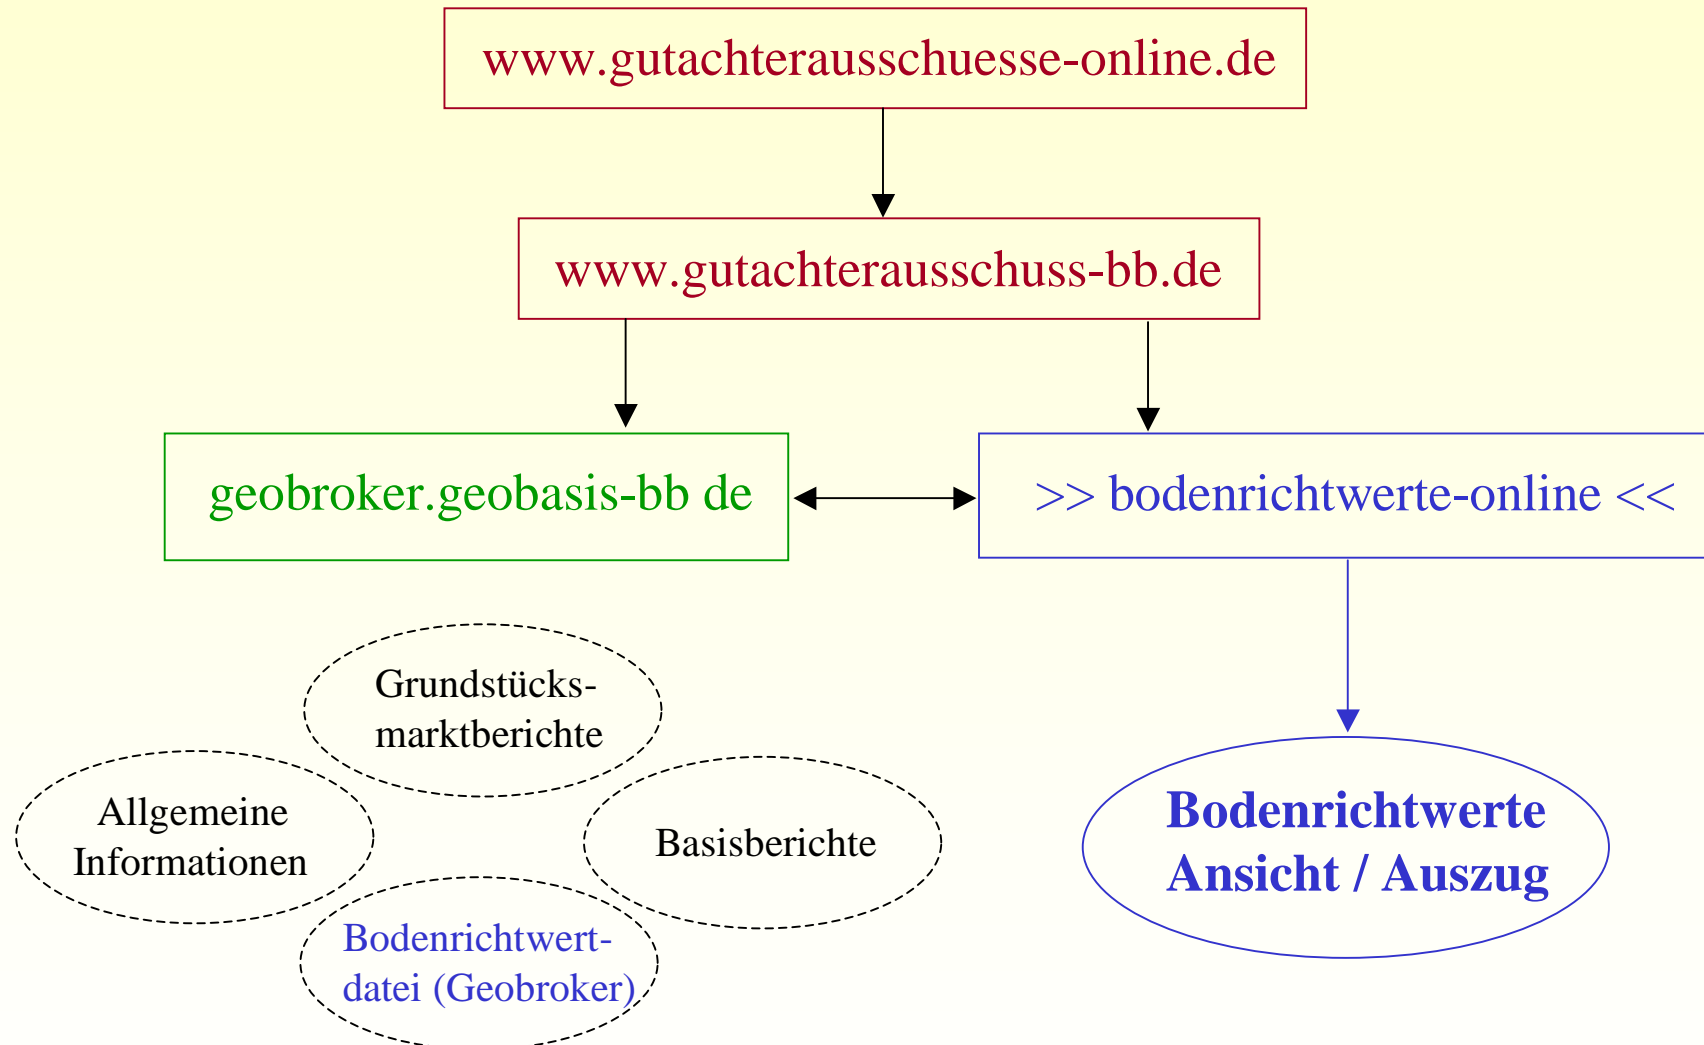 www.gutachterausschuesse-online.de
www.gutachterausschuss-bb.de
geobroker.geobasis-bb de
>> bodenrichtwerte-online <<
Grundstücks-
marktberichte
Allgemeine
Informationen
Basisberichte
Bodenrichtwert-
datei (Geobroker)
Bodenrichtwerte
Ansicht / Auszug